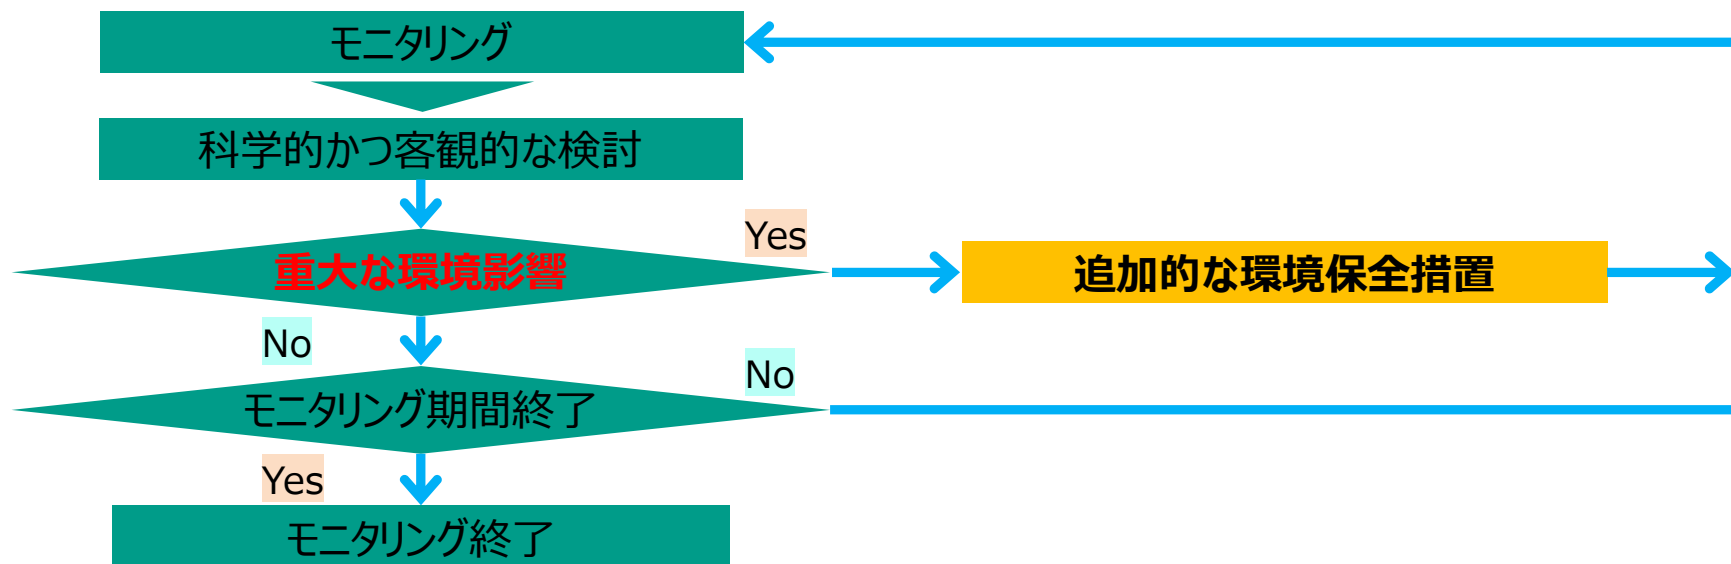 モニタリング
科学的かつ客観的な検討
Yes
重大な環境影響
追加的な環境保全措置
No
No
モニタリング期間終了
Yes
モニタリング終了